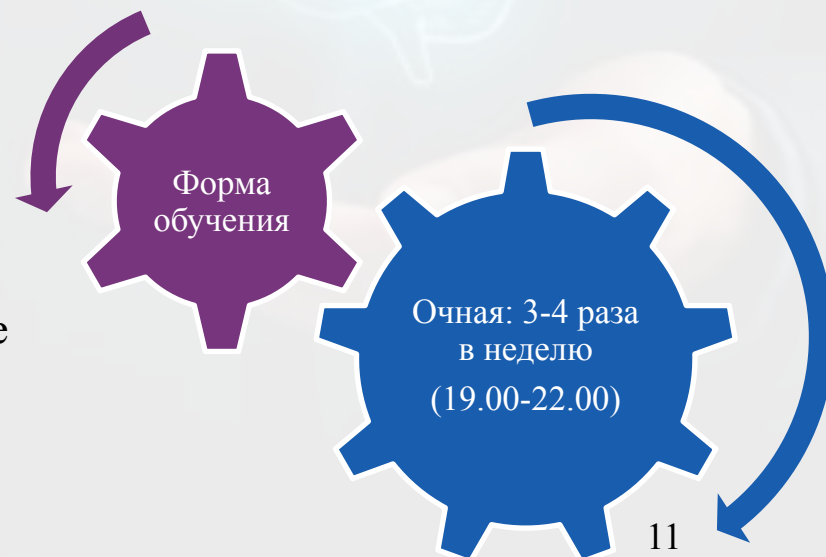 Форма
обучения
е
Очная: 3-4 раза
в неделю
(19.00-22.00)
11